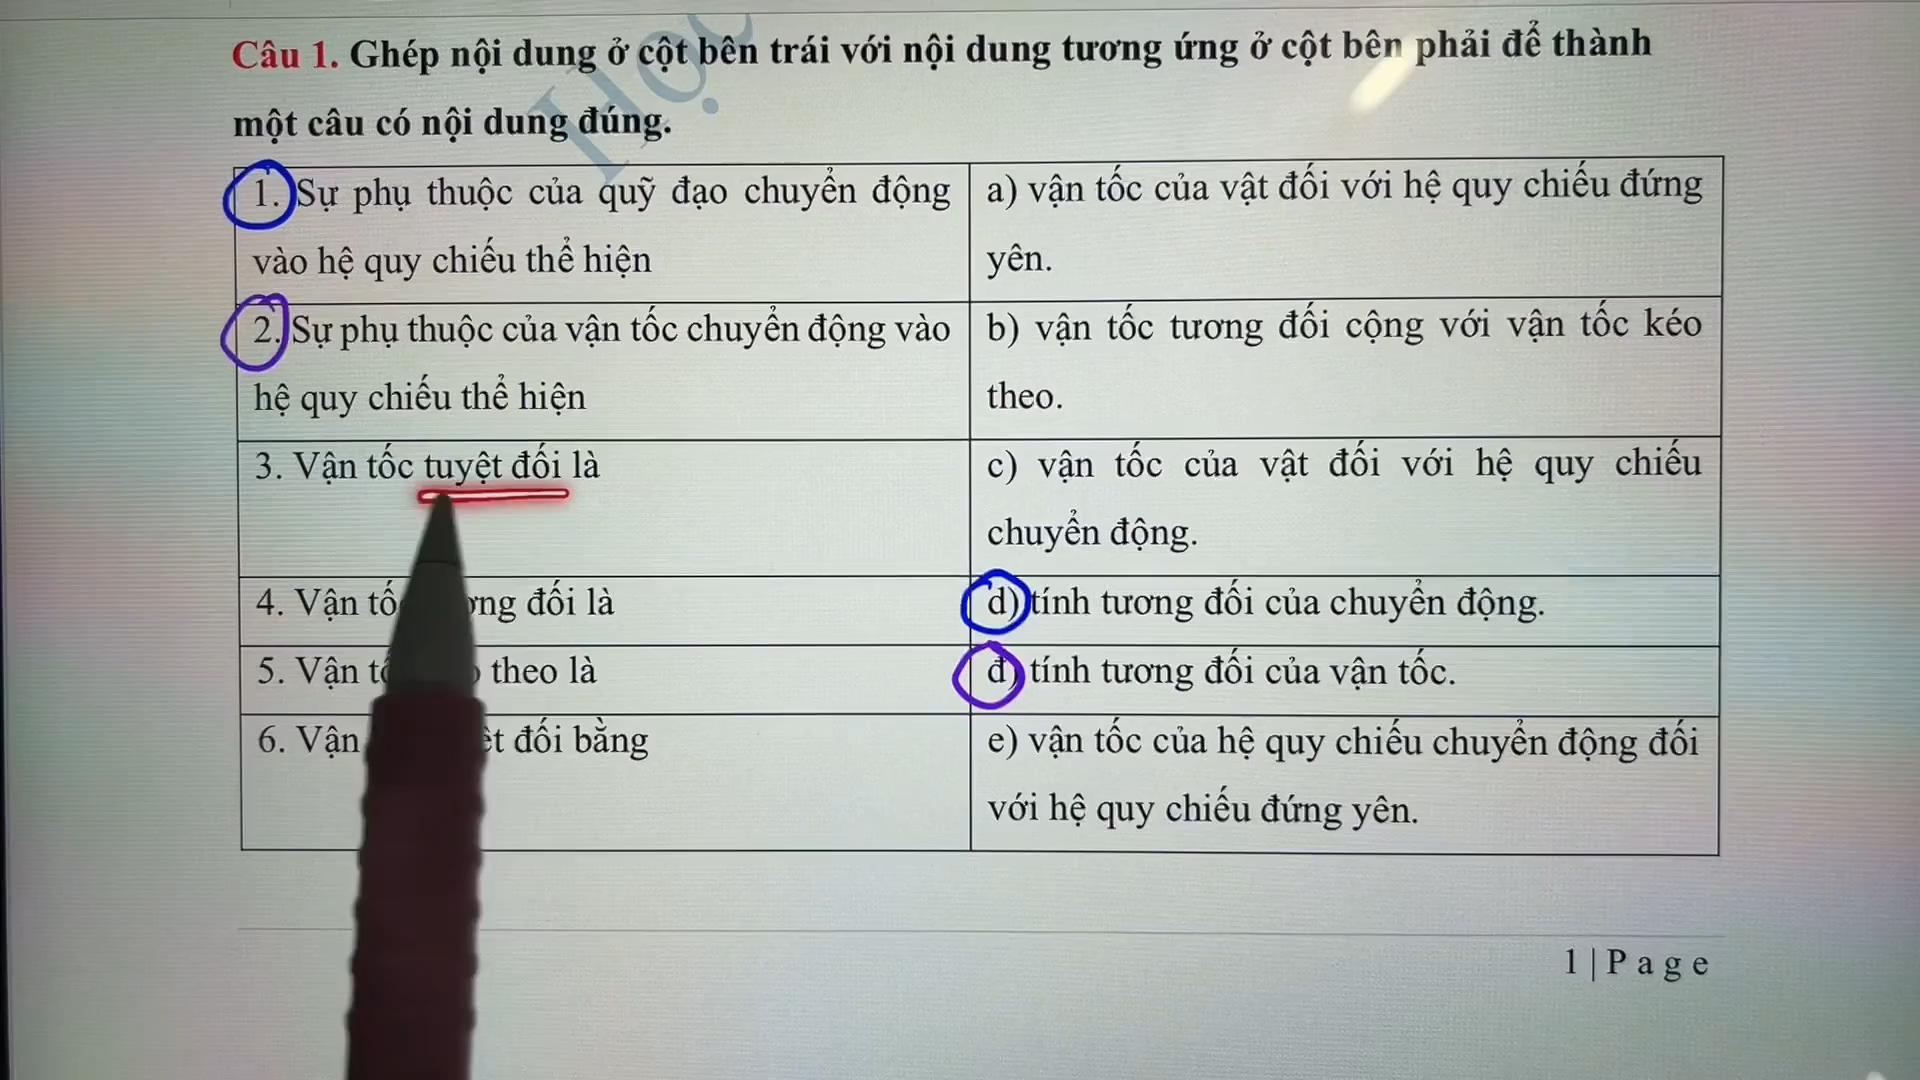 Học
Câu 1. Ghép nội dung ở cột bên trái với nội dung tương ứng ở cột bên phải để thành
một câu có nội dung đúng.
1. Sự phụ thuộc của quỹ đạo chuyển động
vào hệ quy chiếu thể hiện
a) vận tốc của vật đối với hệ quy chiếu đứng
yên.
2. Sự phụ thuộc của vận tốc chuyển động vào
hệ quy chiếu thể hiện
b) vận tốc tương đối cộng với vận tốc kéo
theo.
3. Vận tốc tuyệt đối là
c) vận tốc của vật đối với hệ quy chiếu
chuyển động.
4. Vận đối là
d) tính tương đối của chuyển động.
5. Vận theo là
đ) tính tương đối của vận tốc.
6. Vận đối bằng
e) vận tốc của hệ quy chiếu chuyển động đối
với hệ quy chiếu đứng yên.
1 | P a g e